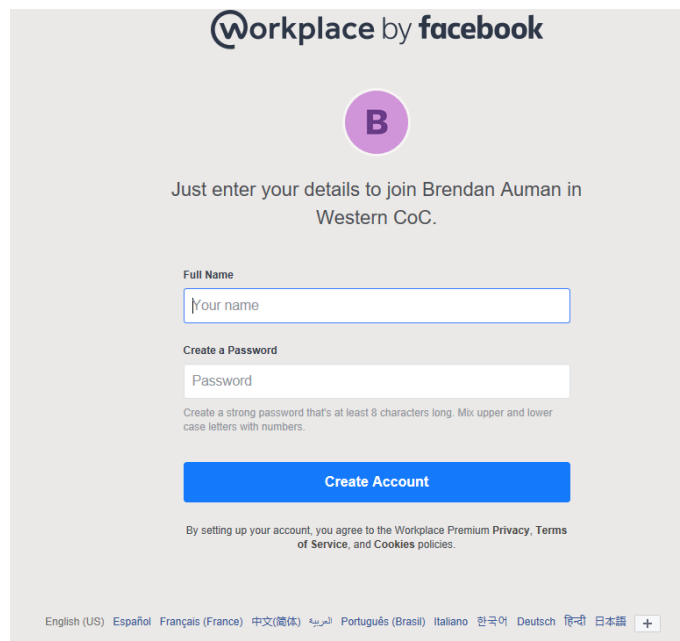 Workplace by facebook
B
Just enter your details to join Brendan Auman in
Western CoC.
Full Name
Your name
Create a Password
Password
Create a strong password that's at least 8 characters long. Mix upper and lower
case letters with numbers.
Create Account
By setting up your account, you agree to the Workplace Premium Privacy, Terms
of Service, and Cookies policies.
English (US) Español Français (France) 中文(简体) العربية Português (Brasil) Italiano 한국어 Deutsch हिन्दी 日本語 +